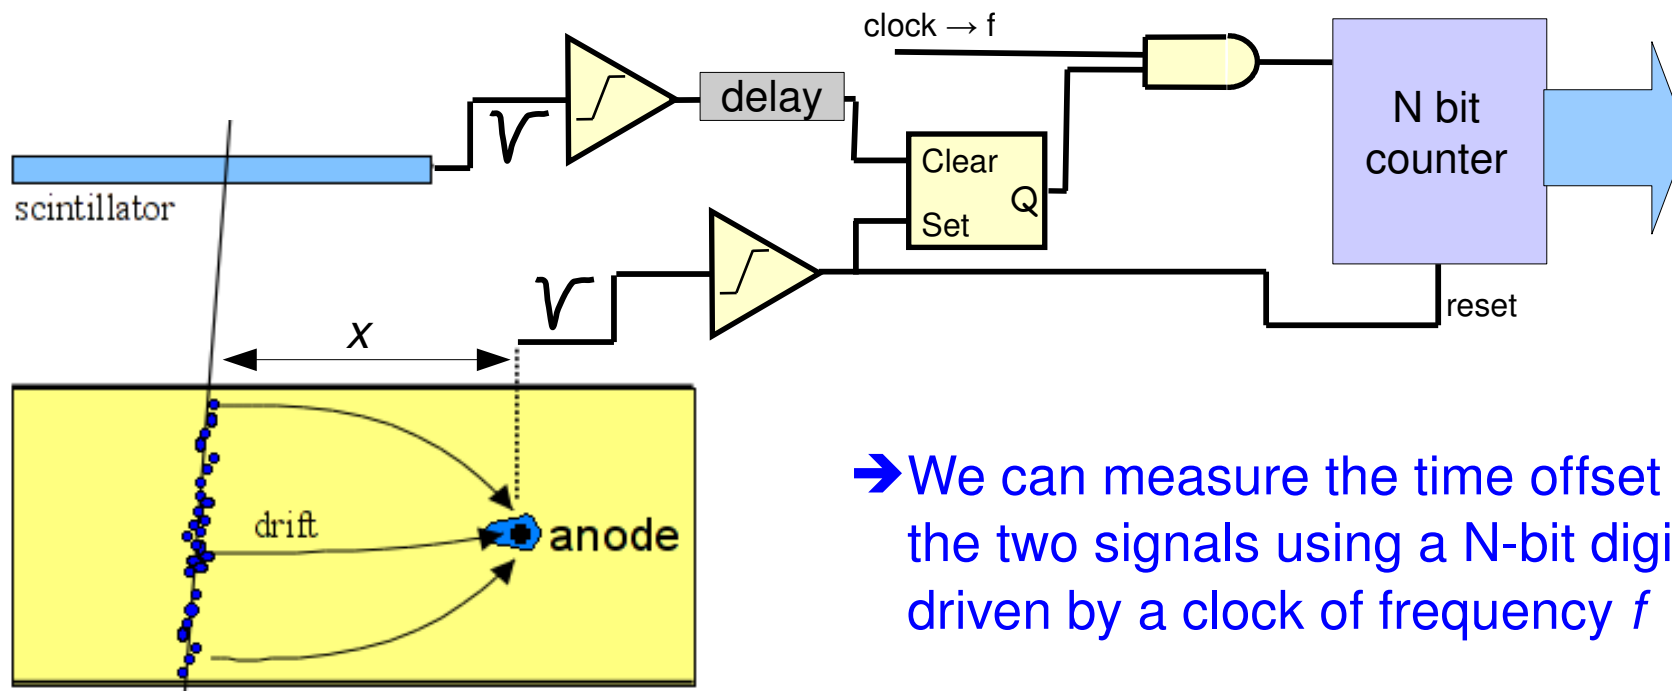 clock → f
delay
N bit
counter
Clear
Q
Set
scintillator
reset
x
drift
anode
➔ We can measure the time offset
the two signals using a N-bit digi
driven by a clock of frequency f